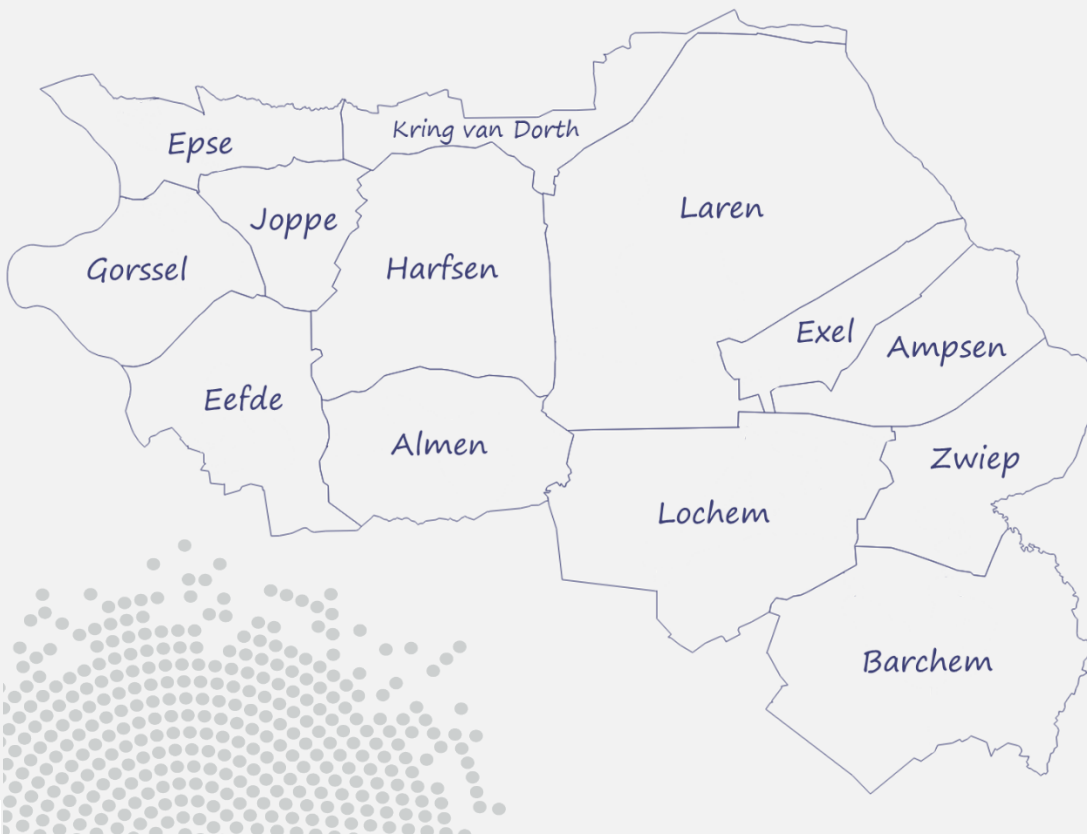 Kring van Dorth
Epse
Laren
Joppe
Gorssel
Harfsen
Exel
Ampsen
Eefde
Almen
Zwiep
Lochem
Barchem